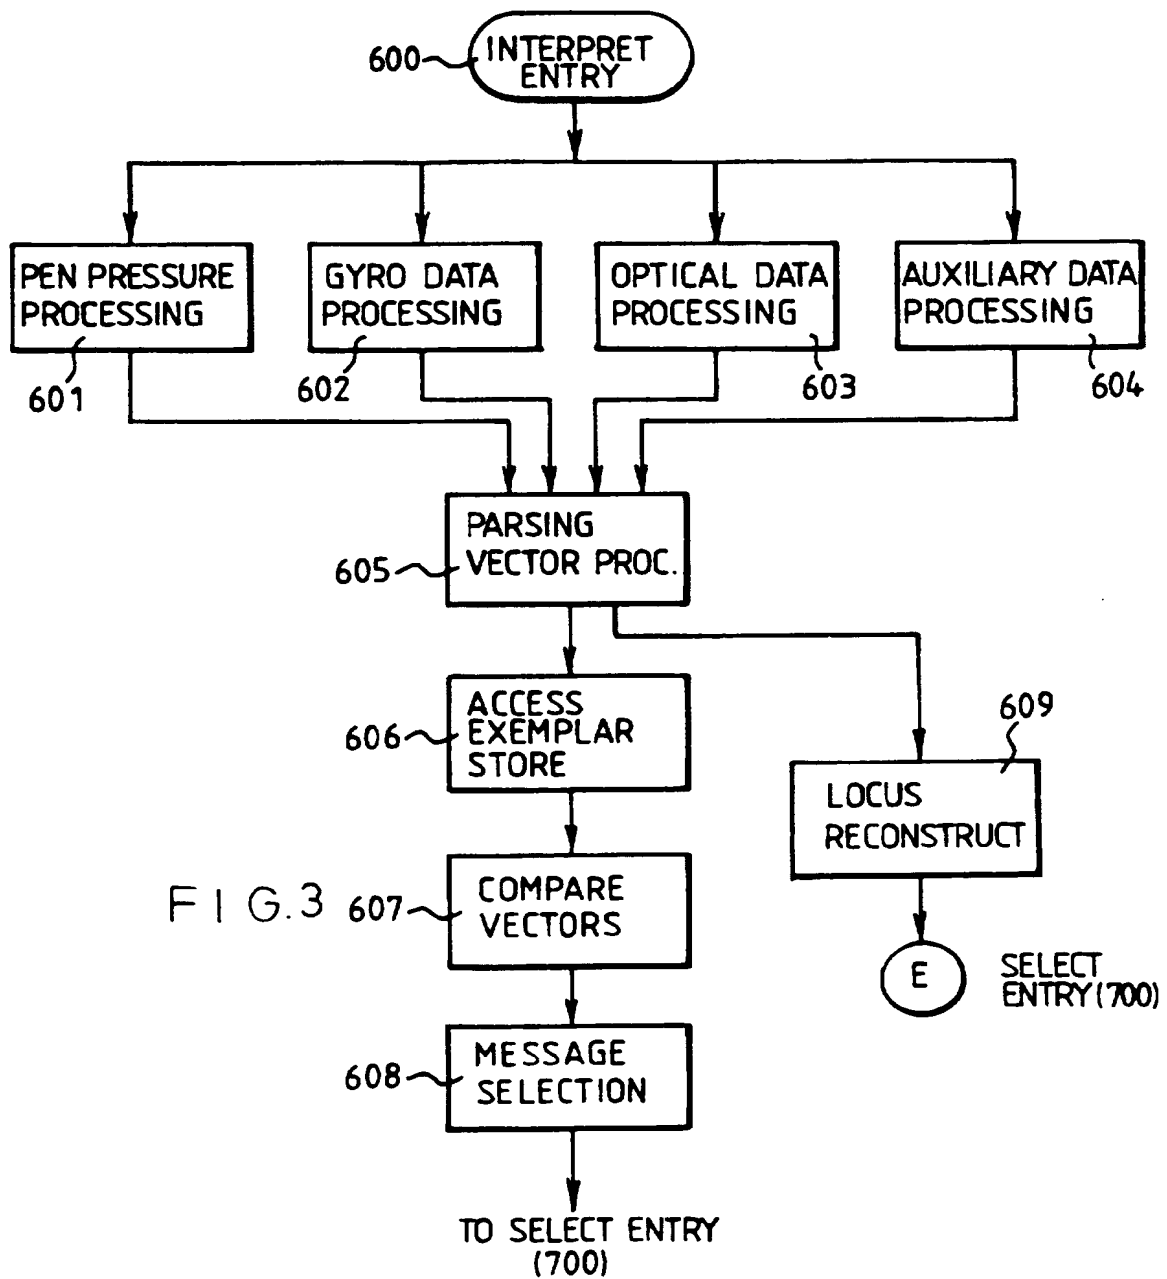 600
INTERPRET
ENTRY
PEN PRESSURE
PROCESSING
601
GYRO DATA
PROCESSING
602
OPTICAL DATA
PROCESSING
603
AUXILIARY DATA
PROCESSING
604
PARSING
VECTOR PROC.
605
ACCESS
EXEMPLAR
STORE
606
609
LOCUS
RECONSTRUCT
FIG.3
607
COMPARE
VECTORS
E
SELECT
ENTRY (700)
608
MESSAGE
SELECTION
TO SELECT ENTRY
(700)